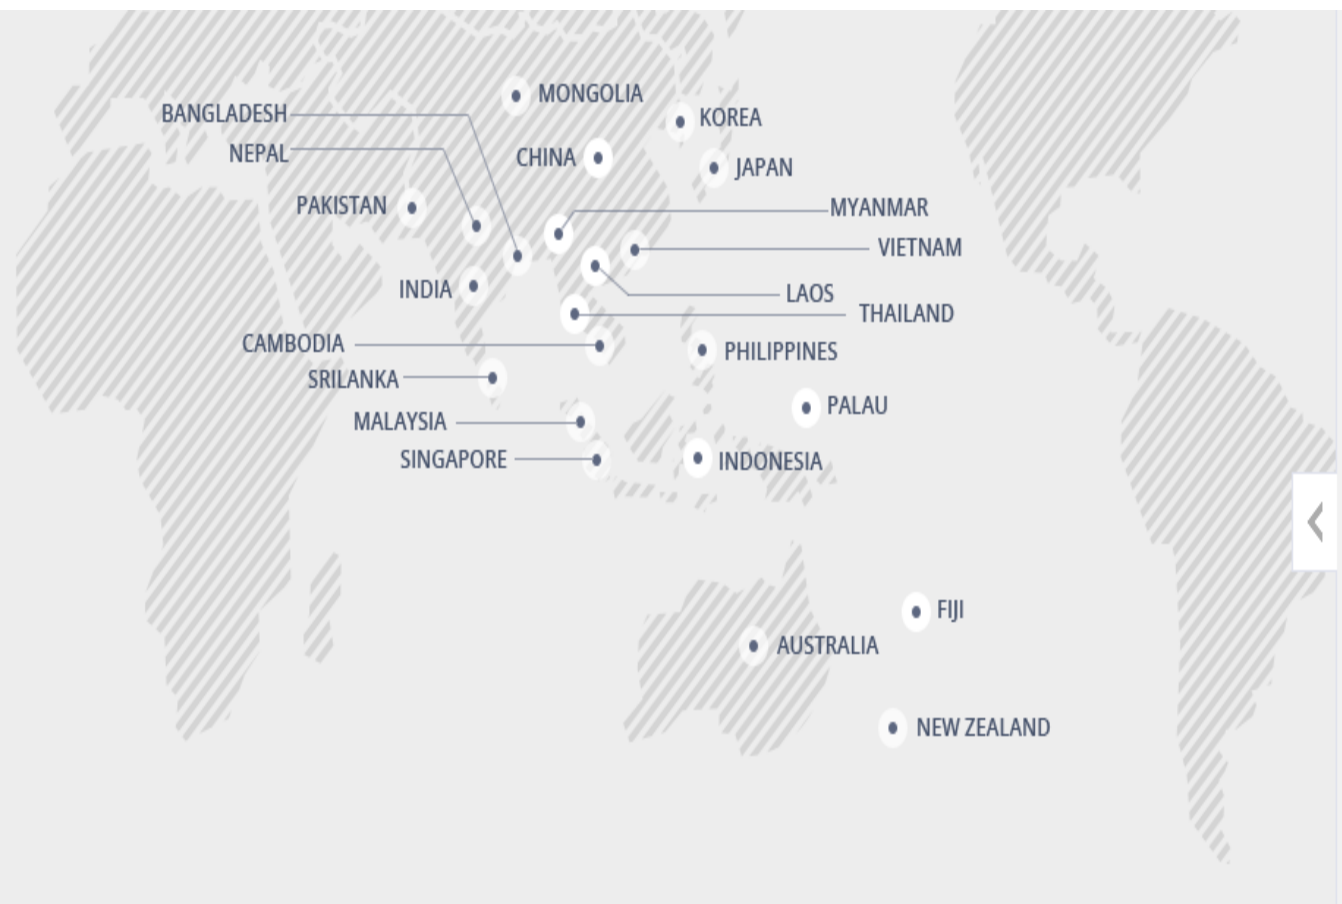 MONGOLIA
BANGLADESH
KOREA
NEPAL
CHINA
JAPAN
PAKISTAN
MYANMAR
VIETNAM
INDIA
LAOS
THAILAND
CAMBODIA
PHILIPPINES
SRILANKA
PALAU
MALAYSIA
SINGAPORE
INDONESIA
FIJI
AUSTRALIA
NEW ZEALAND